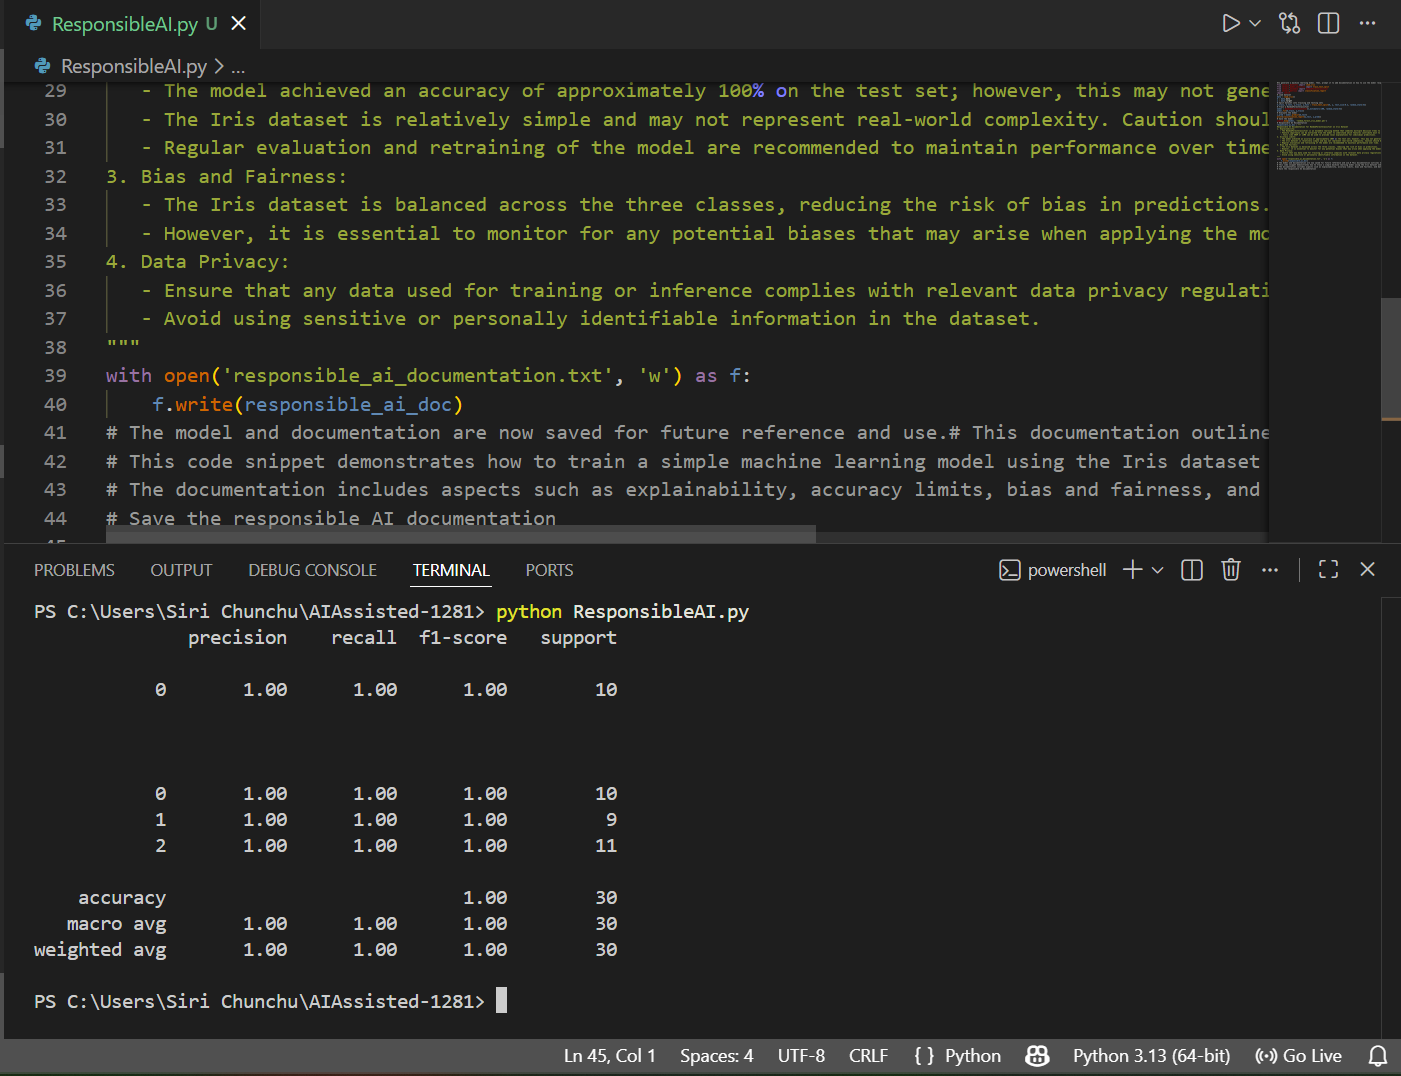 ResponsibleAI.py U
ResponsibleAI.py > ...
29 - The model achieved an accuracy of approximately 100% on the test set; however, this may not gene
30 - The Iris dataset is relatively simple and may not represent real-world complexity. Caution shoul
31 - Regular evaluation and retraining of the model are recommended to maintain performance over time
32 3. Bias and Fairness:
33 - The Iris dataset is balanced across the three classes, reducing the risk of bias in predictions.
34 - However, it is essential to monitor for any potential biases that may arise when applying the mo
35 4. Data Privacy:
36 - Ensure that any data used for training or inference complies with relevant data privacy regulati
37 - Avoid using sensitive or personally identifiable information in the dataset.
38 """
39 with open('responsible_ai_documentation.txt', 'w') as f:
40 f.write(responsible_ai_doc)
41 # The model and documentation are now saved for future reference and use.# This documentation outline
42 # This code snippet demonstrates how to train a simple machine learning model using the Iris dataset
43 # The documentation includes aspects such as explainability, accuracy limits, bias and fairness, and
44 # Save the responsible AI documentation
PROBLEMS OUTPUT DEBUG CONSOLE TERMINAL PORTS powershell
PS C:\Users\Siri Chunchu\AIAssisted-1281> python ResponsibleAI.py
precision recall f1-score support
0 1.00 1.00 1.00 10
0 1.00 1.00 1.00 10
1 1.00 1.00 1.00 9
2 1.00 1.00 1.00 11
accuracy 1.00 30
macro avg 1.00 1.00 1.00 30
weighted avg 1.00 1.00 1.00 30
PS C:\Users\Siri Chunchu\AIAssisted-1281>
Ln 45, Col 1 Spaces: 4 UTF-8 CRLF {} Python Python 3.13 (64-bit) Go Live